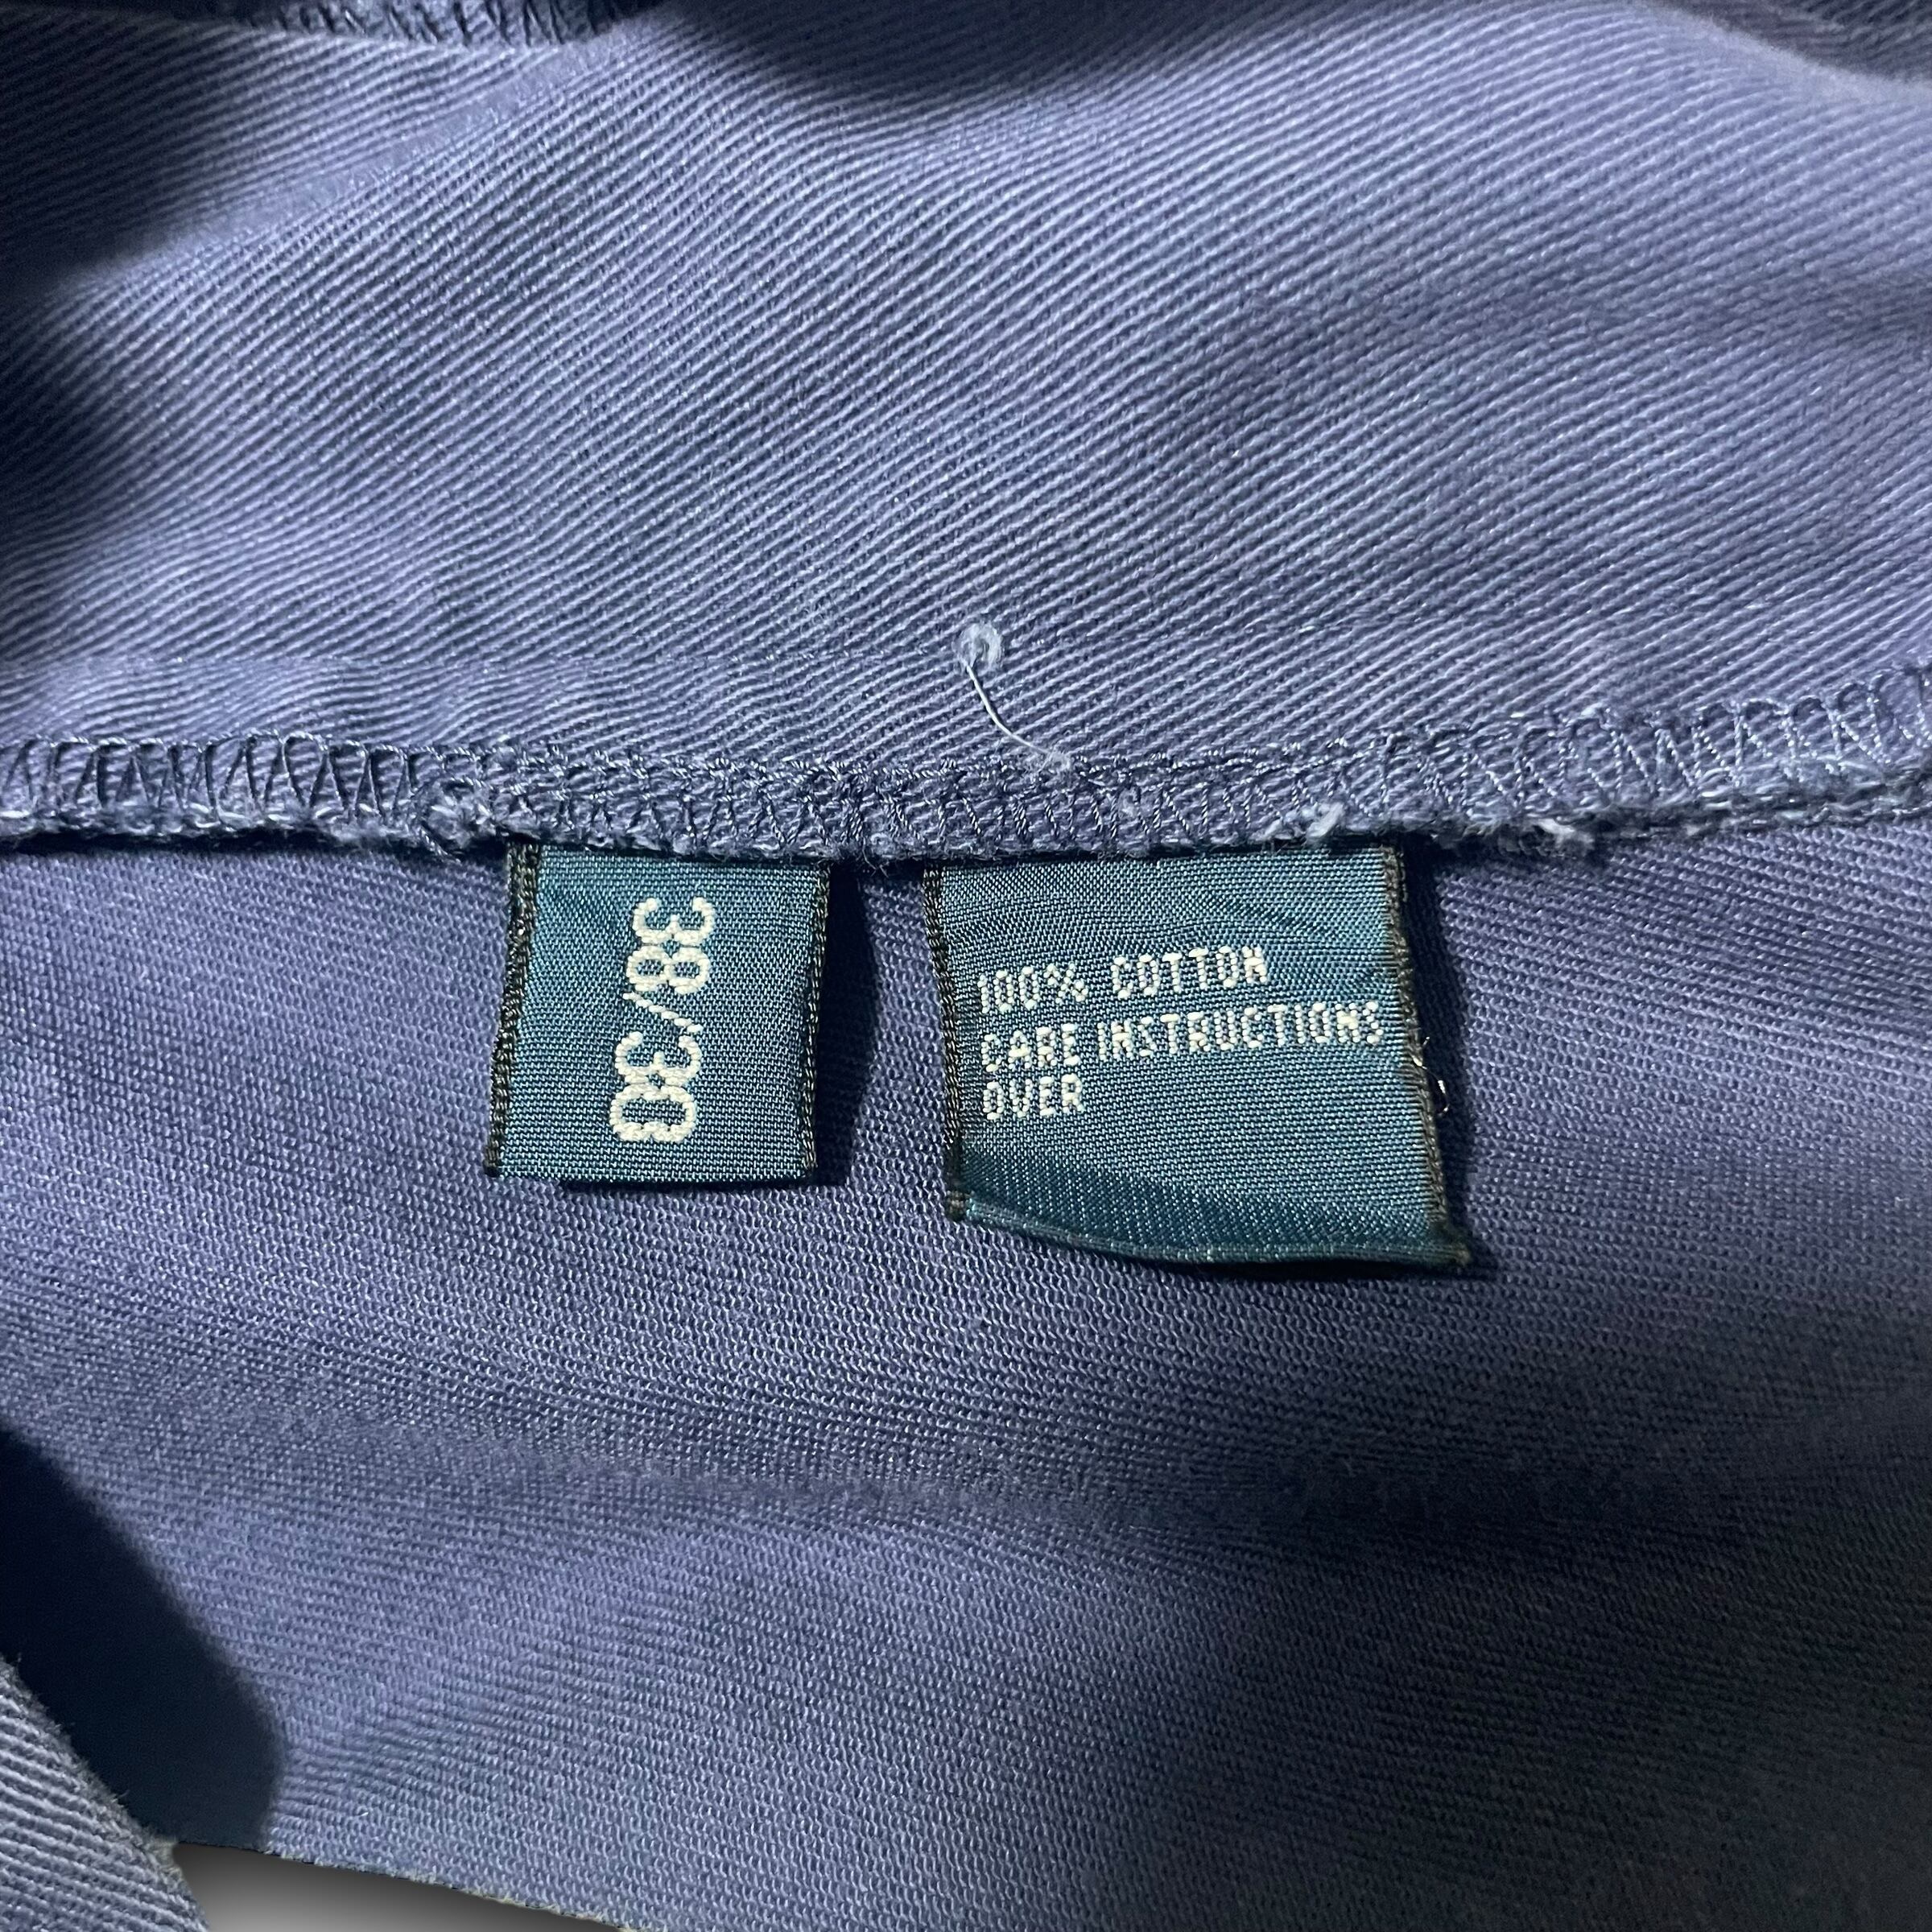 38/30
100% COTTON
CARE INSTRUCTIONS
OVER